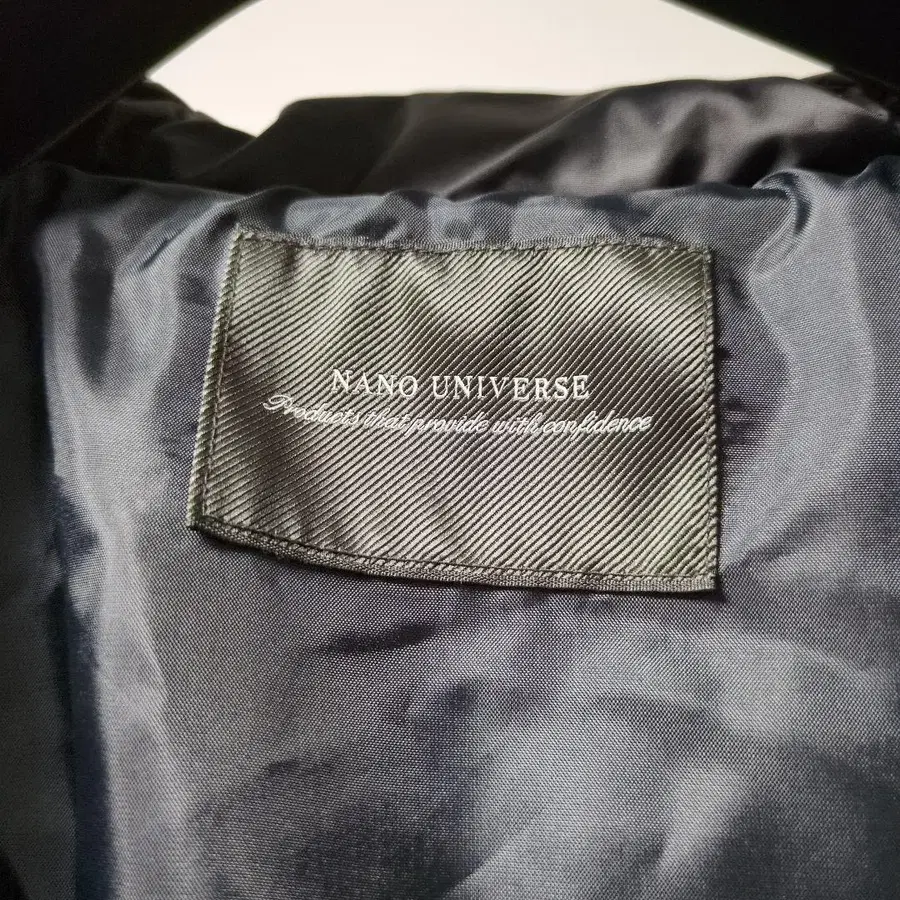 NANO UNIVERSE
Products that provide with confidence